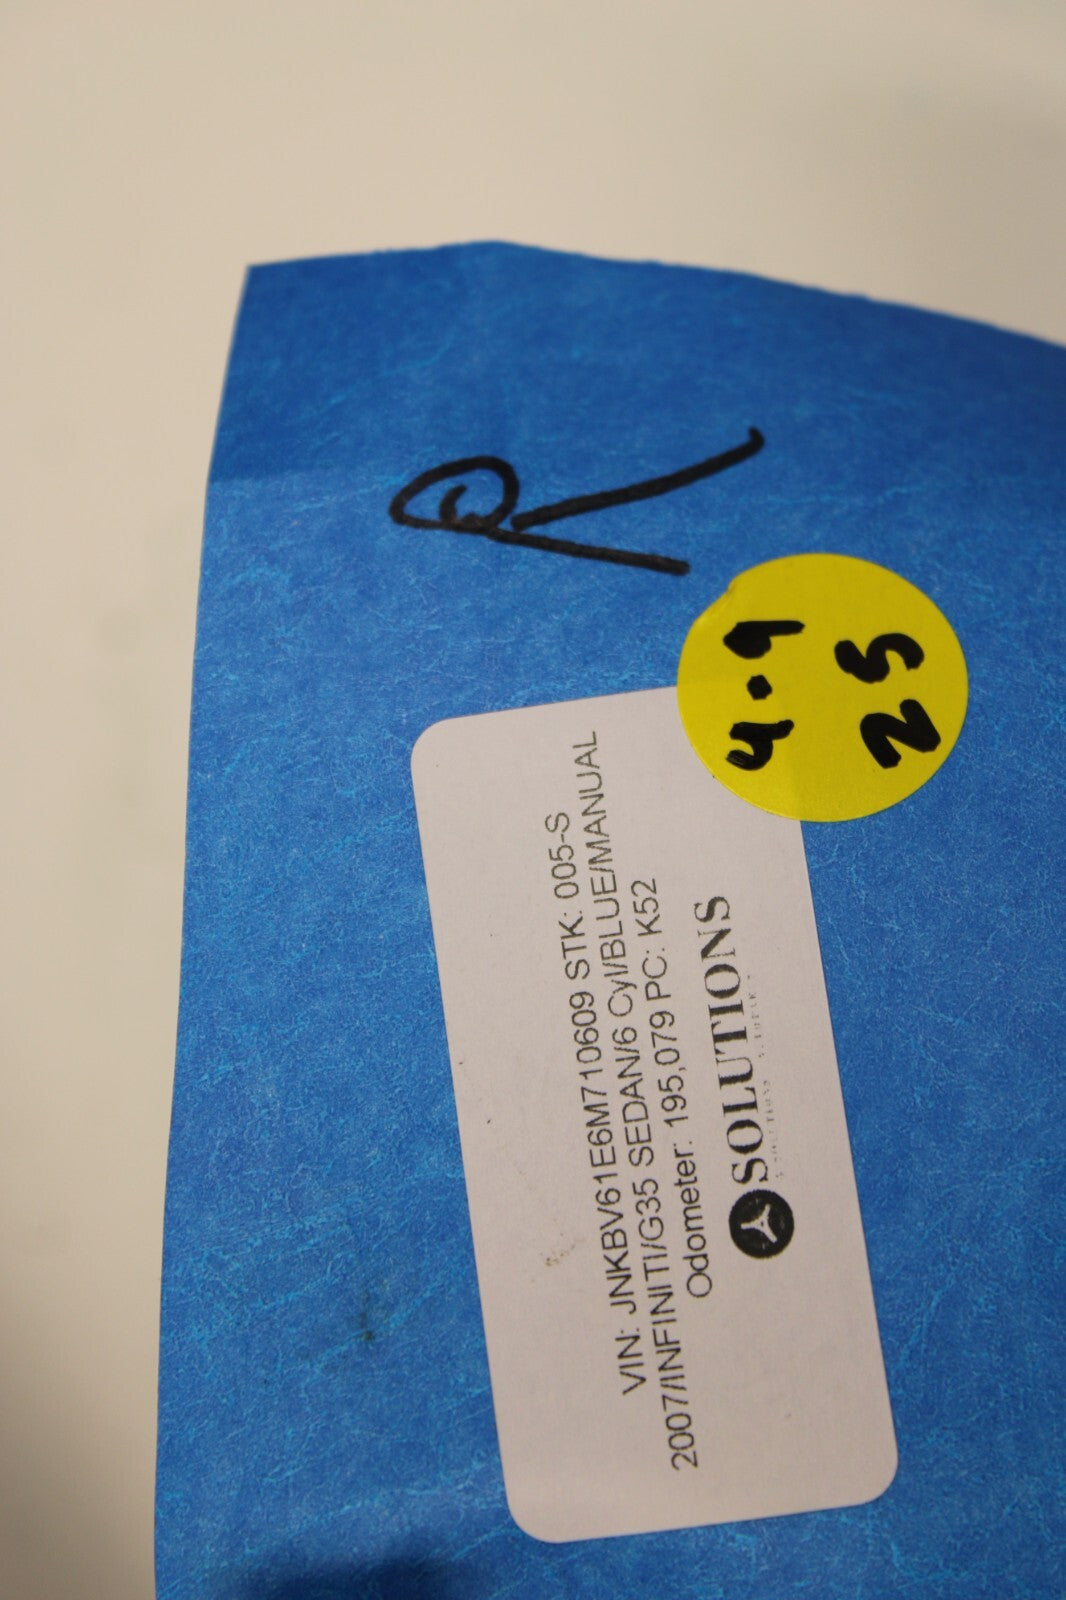 R
4.9
25
VIN: JNKBV61E6M710609 STK: 005-S
2007/INFINITI/G35 SEDAN/6 Cyl/BLUE/MANUAL
Odometer: 195,079 PC: K52
SOLUTIONS